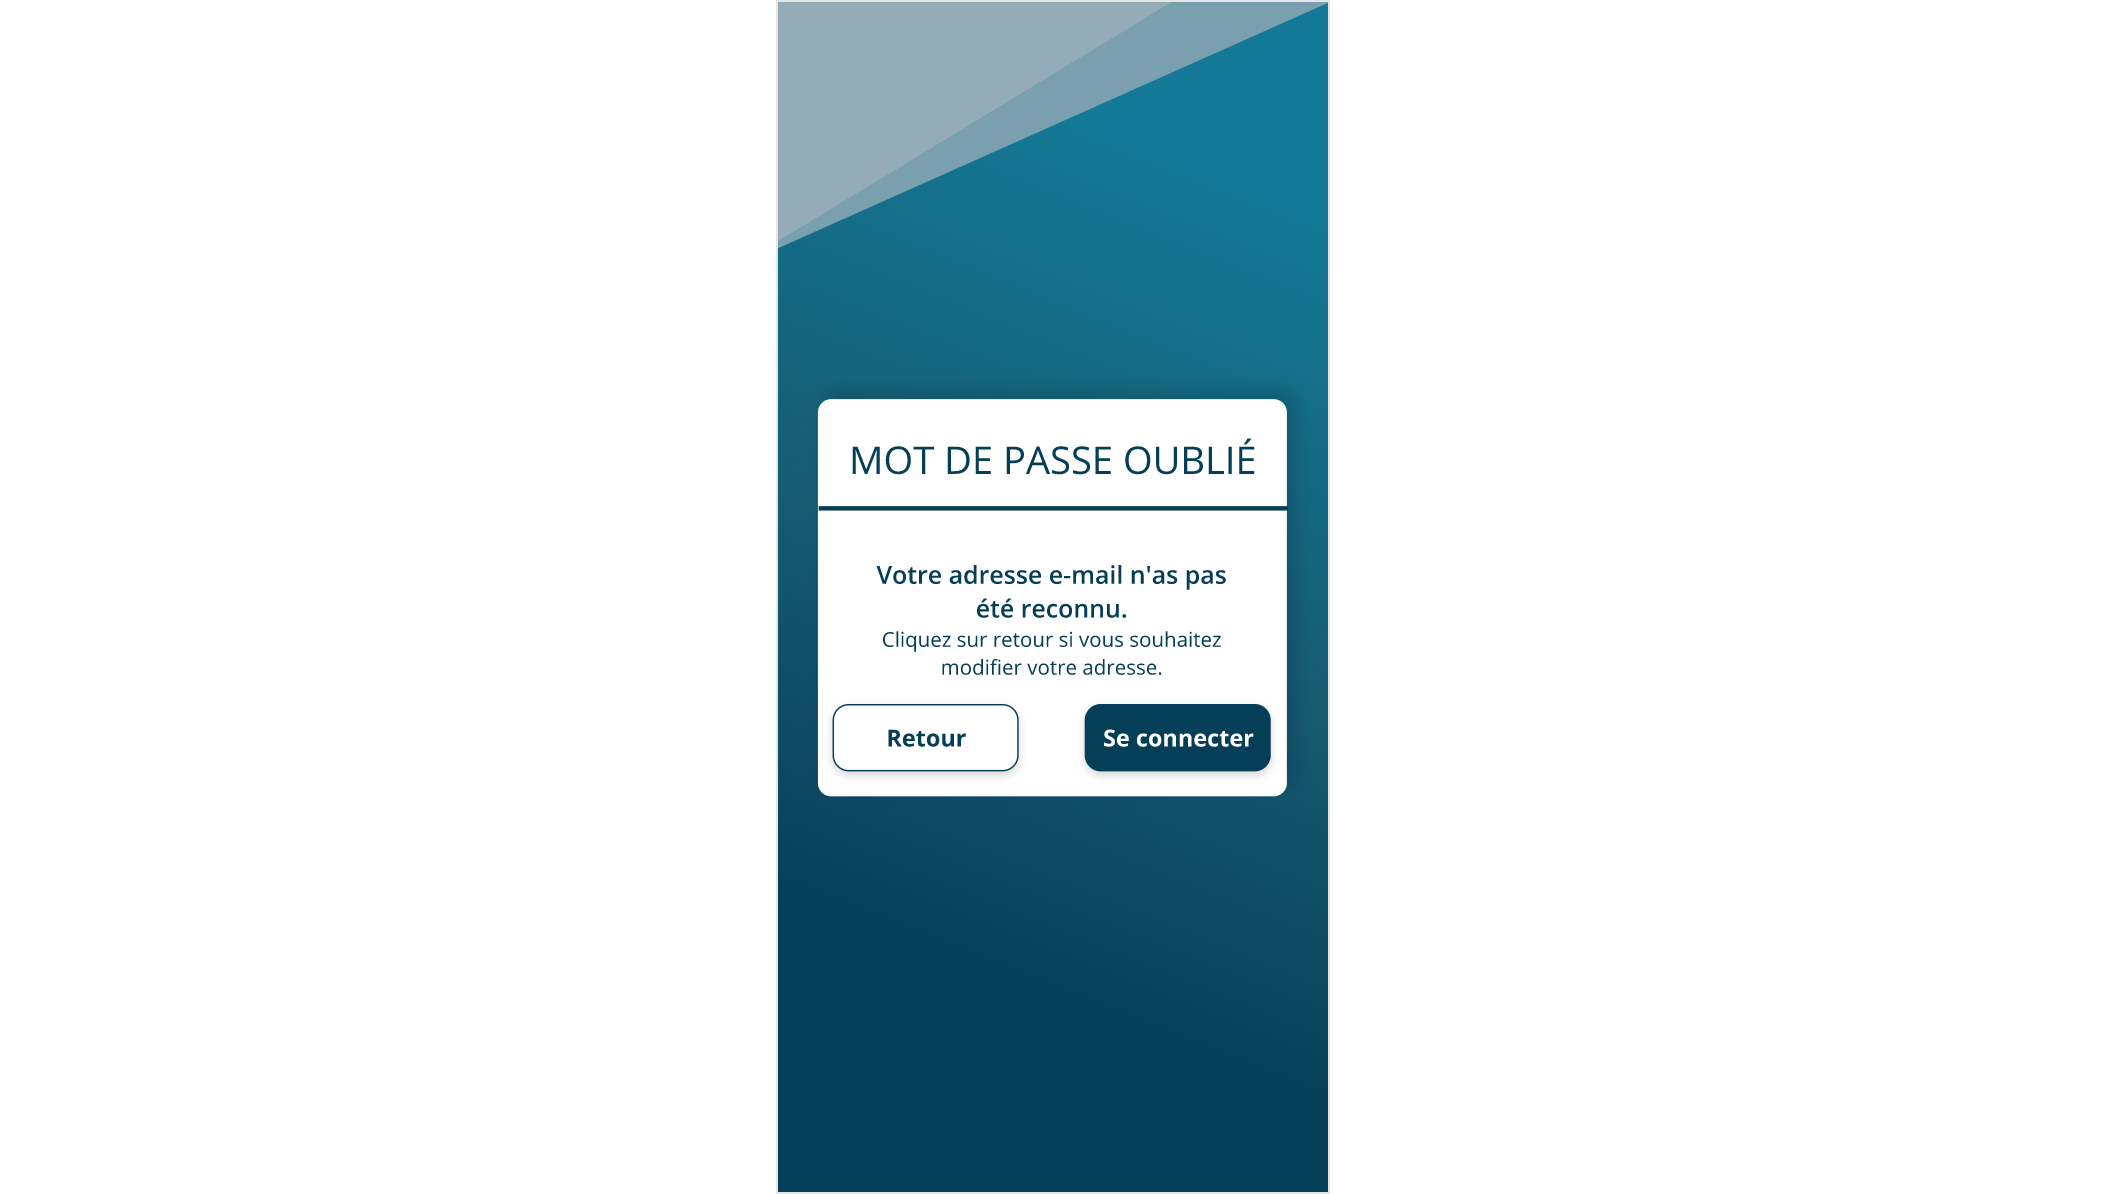 MOT DE PASSE OUBLIÉ
Votre adresse e-mail n'as pas
été reconnu.
Cliquez sur retour si vous souhaitez
modifier votre adresse.
Retour
Se connecter